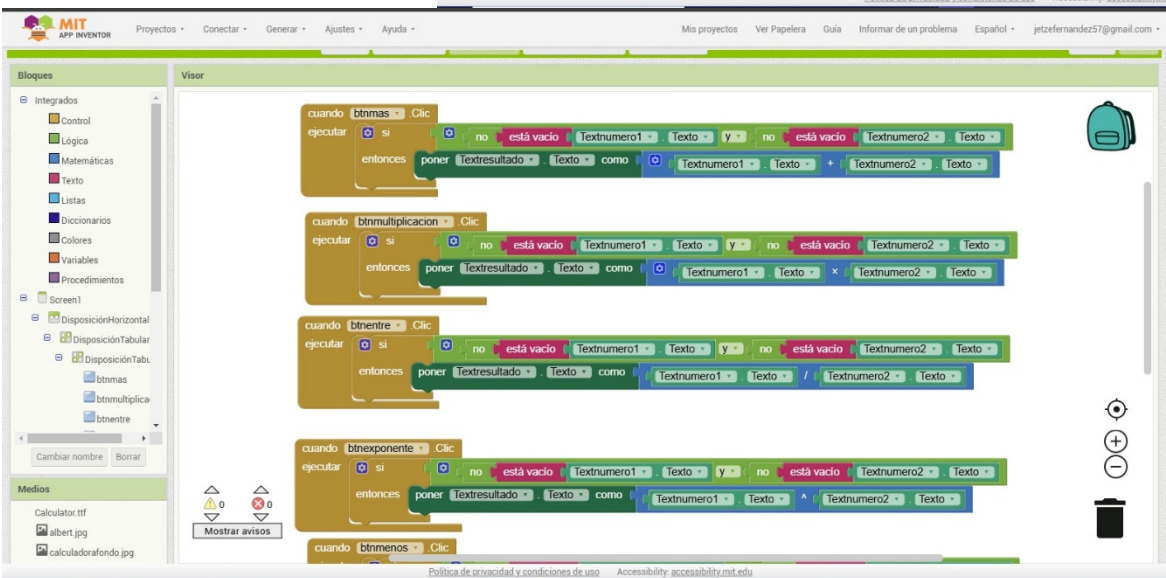 MIT
APP INVENTOR
Proyectos Conectar Generar Ajustes Ayuda Mis proyectos Ver Papelera Guia Informar de un problema Español jetzefernandez57@gmail.com
Bloques Visor
Integrados
Control
Lógica
Matemáticas
Texto
Listas
Diccionarios
Colores
Variables
Procedimientos
Screen1
DisposiciónHorizontal
DisposiciónTabular
DisposiciónTabu
btnmas
btnmultiplica
btnentre
Cambiar nombre Borrar
Medios
Calculator.ttf
albert.jpg
calculadorafondo.jpg
cuando btnmas .Clic
ejecutar si no está vacío Textnumero1 . Texto y no está vacío Textnumero2 . Texto
entonces poner Textresultado . Texto como Textnumero1 . Texto + Textnumero2 . Texto
cuando btnmultiplicacion .Clic
ejecutar si no está vacío Textnumero1 . Texto y no está vacío Textnumero2 . Texto
entonces poner Textresultado . Texto como Textnumero1 . Texto × Textnumero2 . Texto
cuando btnentre .Clic
ejecutar si no está vacío Textnumero1 . Texto y no está vacío Textnumero2 . Texto
entonces poner Textresultado . Texto como Textnumero1 . Texto / Textnumero2 . Texto
cuando btnexponente .Clic
ejecutar si no está vacío Textnumero1 . Texto y no está vacío Textnumero2 . Texto
entonces poner Textresultado . Texto como Textnumero1 . Texto ^ Textnumero2 . Texto
cuando btnmenos .Clic
0 0
Mostrar avisos
Política de privacidad y condiciones de uso Accessibility: accessibility.mit.edu